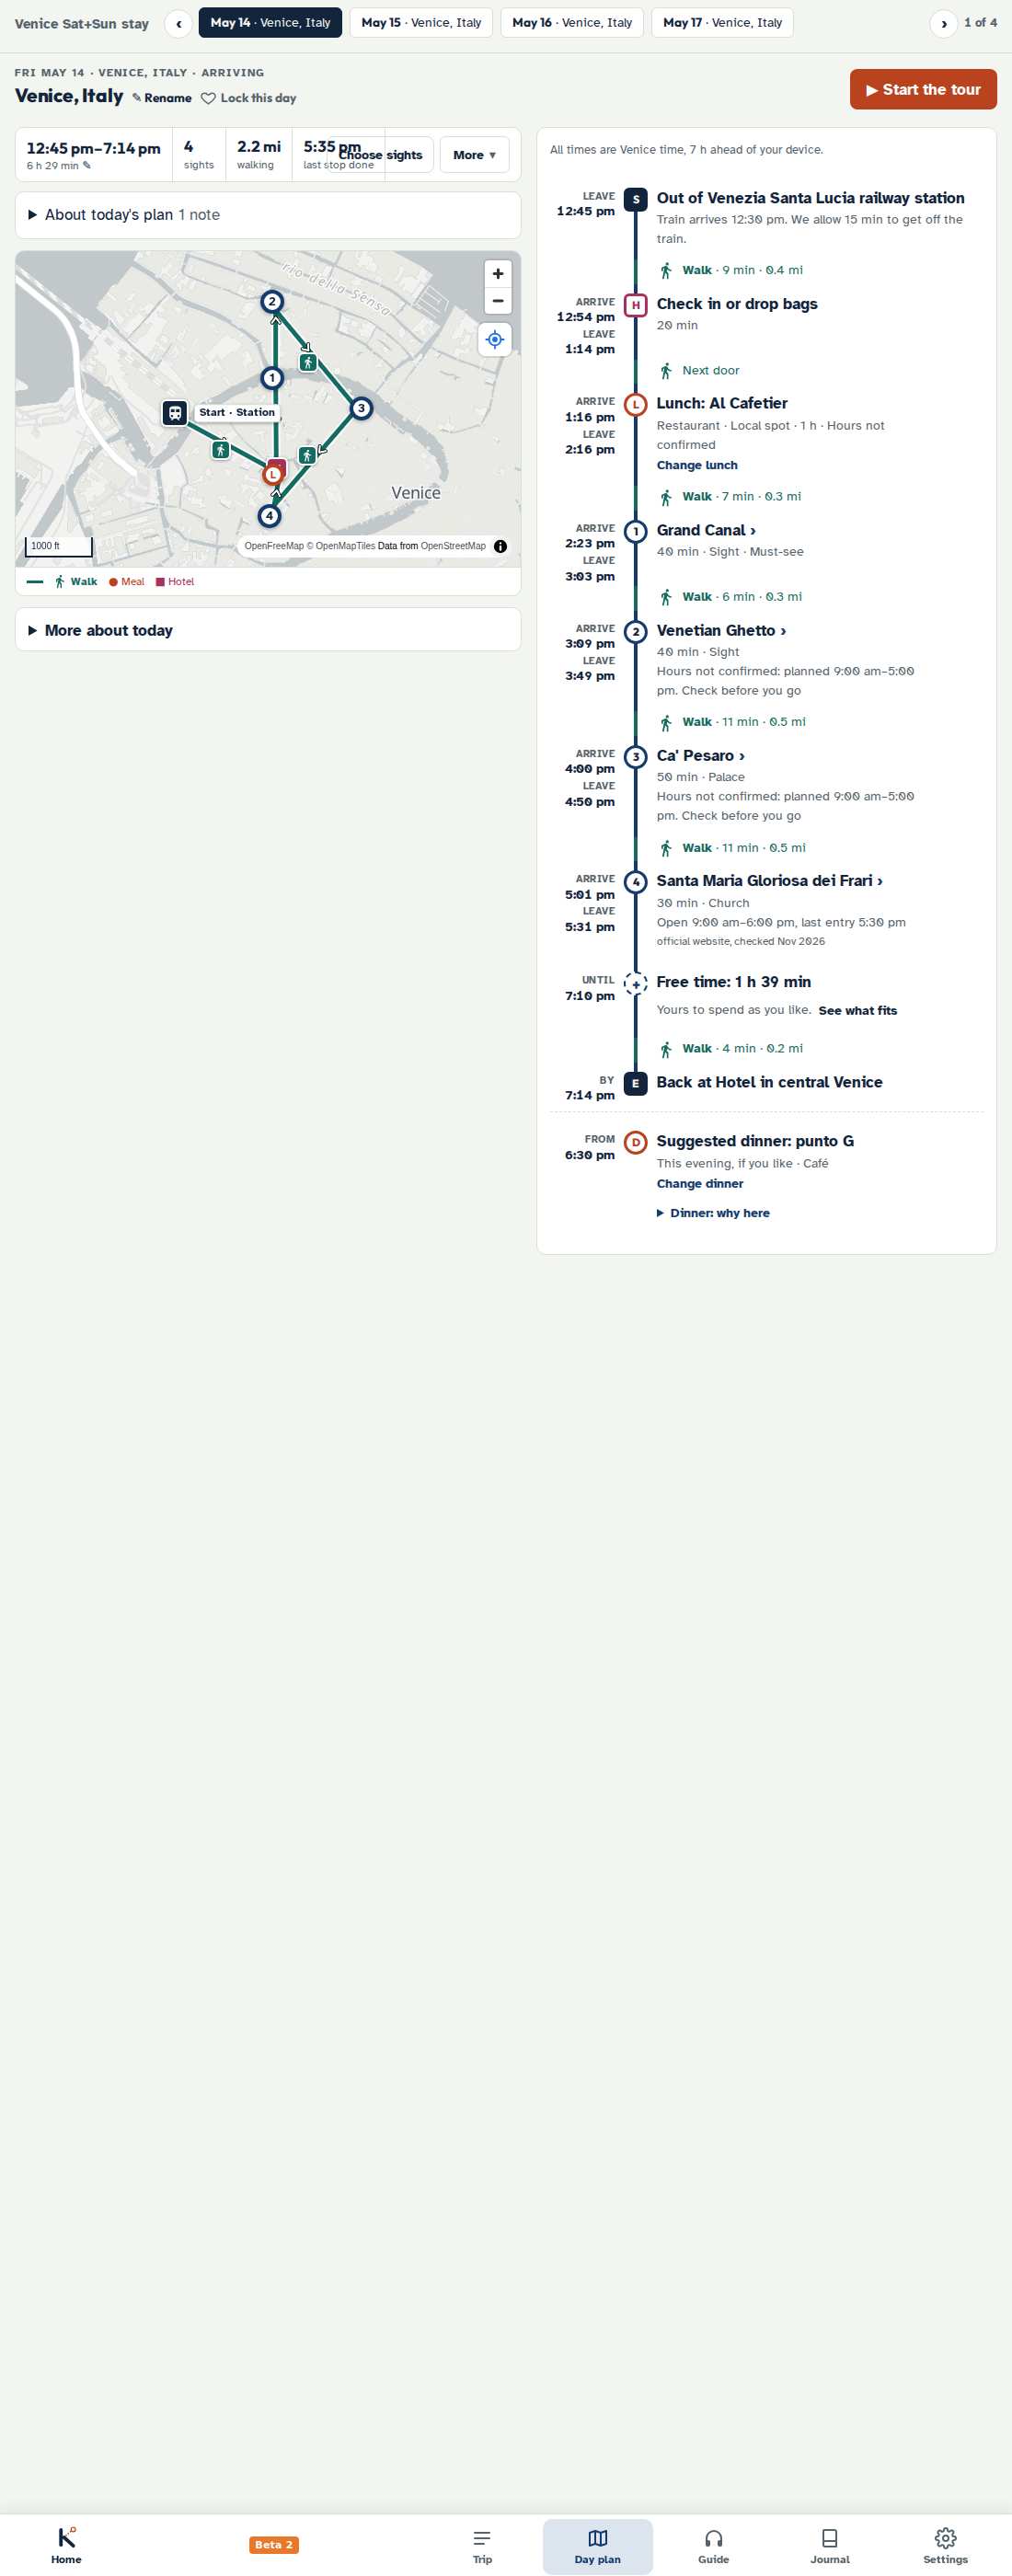 Venice Sat+Sun stay
‹
May 14 · Venice, Italy
May 15 · Venice, Italy
May 16 · Venice, Italy
May 17 · Venice, Italy
›
1 of 4
FRI MAY 14 · VENICE, ITALY · ARRIVING
Venice, Italy ✎ Rename Lock this day
▶ Start the tour
12:45 pm–7:14 pm
6 h 29 min ✎
4
sights
2.2 mi
walking
5:35 pm
last stop done
Choose sights
More ▾
▶ About today's plan 1 note
rio della Sensa
2
1
3
Start · Station
L
4
Venice
+
−
1000 ft
OpenFreeMap © OpenMapTiles Data from OpenStreetMap
Walk Meal Hotel
▶ More about today
All times are Venice time, 7 h ahead of your device.
LEAVE
12:45 pm
S
Out of Venezia Santa Lucia railway station
Train arrives 12:30 pm. We allow 15 min to get off the
train.
Walk · 9 min · 0.4 mi
ARRIVE
12:54 pm
LEAVE
1:14 pm
H
Check in or drop bags
20 min
Next door
ARRIVE
1:16 pm
LEAVE
2:16 pm
L
Lunch: Al Cafetier
Restaurant · Local spot · 1 h · Hours not
confirmed
Change lunch
Walk · 7 min · 0.3 mi
ARRIVE
2:23 pm
LEAVE
3:03 pm
1
Grand Canal ›
40 min · Sight · Must-see
Walk · 6 min · 0.3 mi
ARRIVE
3:09 pm
LEAVE
3:49 pm
2
Venetian Ghetto ›
40 min · Sight
Hours not confirmed: planned 9:00 am–5:00
pm. Check before you go
Walk · 11 min · 0.5 mi
ARRIVE
4:00 pm
LEAVE
4:50 pm
3
Ca' Pesaro ›
50 min · Palace
Hours not confirmed: planned 9:00 am–5:00
pm. Check before you go
Walk · 11 min · 0.5 mi
ARRIVE
5:01 pm
LEAVE
5:31 pm
4
Santa Maria Gloriosa dei Frari ›
30 min · Church
Open 9:00 am–6:00 pm, last entry 5:30 pm
official website, checked Nov 2026
UNTIL
7:10 pm
+
Free time: 1 h 39 min
Yours to spend as you like. See what fits
Walk · 4 min · 0.2 mi
BY
7:14 pm
E
Back at Hotel in central Venice
FROM
6:30 pm
D
Suggested dinner: punto G
This evening, if you like · Café
Change dinner
▶ Dinner: why here
Home
Beta 2
Trip
Day plan
Guide
Journal
Settings